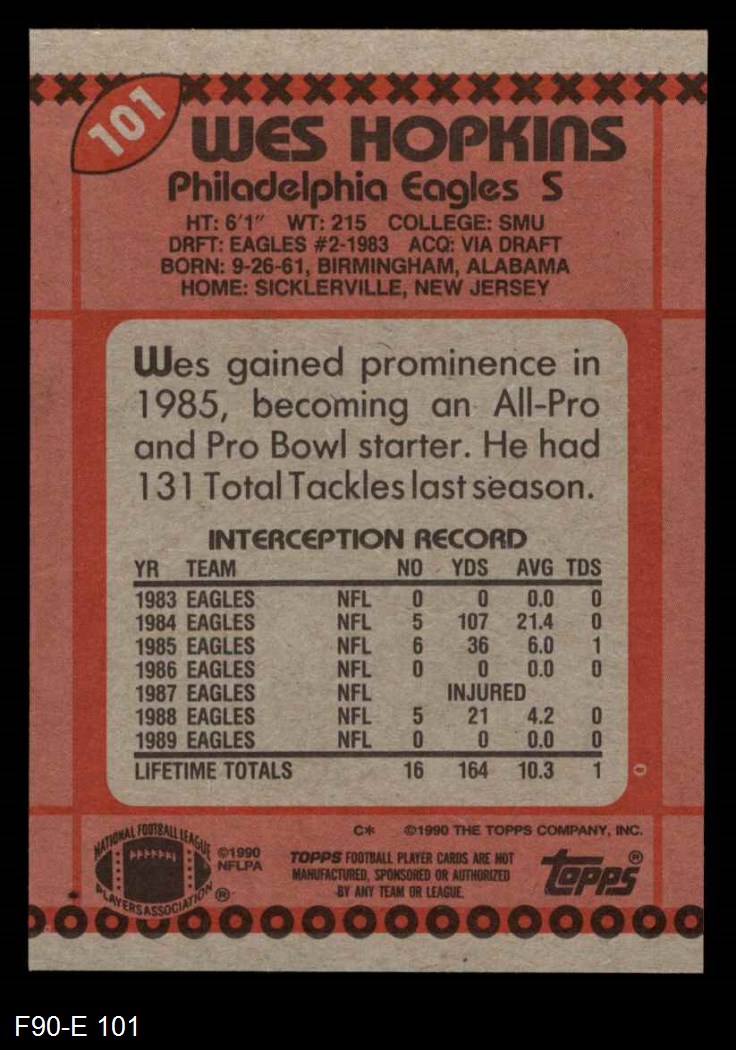 101
WES HOPKINS
Philadelphia Eagles S
HT: 6'1" WT: 215 COLLEGE: SMU
DRFT: EAGLES #2-1983 ACQ: VIA DRAFT
BORN: 9-26-61, BIRMINGHAM, ALABAMA
HOME: SICKLERVILLE, NEW JERSEY
Wes gained prominence in
1985, becoming an All-Pro
and Pro Bowl starter. He had
131 Total Tackles last season.
INTERCEPTION RECORD
YR TEAM NO YDS AVG TDS
1983 EAGLES NFL 0 0 0.0 0
1984 EAGLES NFL 5 107 21.4 0
1985 EAGLES NFL 6 36 6.0 1
1986 EAGLES NFL 0 0 0.0 0
1987 EAGLES NFL INJURED
1988 EAGLES NFL 5 21 4.2 0
1989 EAGLES NFL 0 0 0.0 0
LIFETIME TOTALS 16 164 10.3 1
C* ©1990 THE TOPPS COMPANY, INC.
NATIONAL FOOTBALL LEAGUE
PLAYERS ASSOCIATION ®
©1990
NFLPA
TOPPS FOOTBALL PLAYER CARDS ARE NOT
MANUFACTURED, SPONSORED OR AUTHORIZED
BY ANY TEAM OR LEAGUE.
topps®
F90-E 101